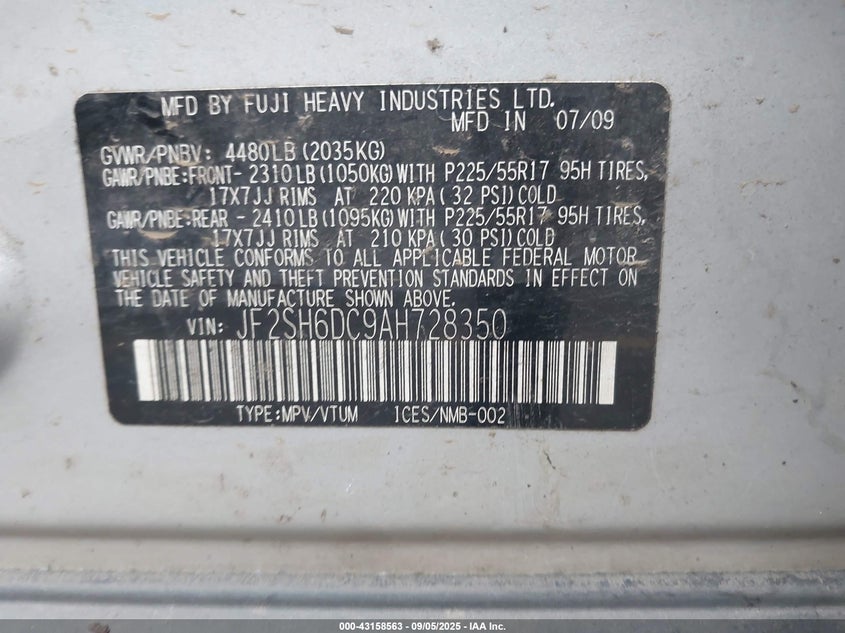 MFD BY FUJI HEAVY INDUSTRIES LTD.
MFD IN 07/09
GVWR/PNBV: 4480LB (2035KG)
GAWR/PNBE:FRONT- 2310LB (1050KG) WITH P225/55R17 95H TIRES,
17X7JJ RIMS AT 220 KPA ( 32 PSI) COLD
GAWR/PNBE:REAR - 2410LB (1095KG) WITH P225/55R17 95H TIRES,
17X7JJ RIMS AT 210 KPA ( 30 PSI) COLD
THIS VEHICLE CONFORMS TO ALL APPLICABLE FEDERAL MOTOR
VEHICLE SAFETY AND THEFT PREVENTION STANDARDS IN EFFECT ON
THE DATE OF MANUFACTURE SHOWN ABOVE.
VIN: JF2SH6DC9AH728350
TYPE:MPV/VTUM ICES/NMB-002
000-43158563 - 09/05/2025 - IAA Inc.